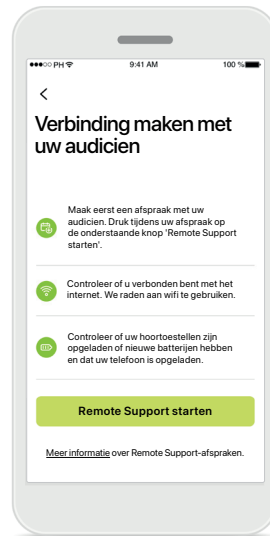 ●●●○○ PH 9:41 AM 100 %
Verbinding maken met
uw audicien
Maak eerst een afspraak met uw
audicien. Druk tijdens uw afspraak op
de onderstaande knop 'Remote Support
starten'.
Controleer of u verbonden bent met het
internet. We raden aan wifi te gebruiken.
Controleer of uw hoortoestellen zijn
opgeladen of nieuwe batterijen hebben
en dat uw telefoon is opgeladen.
Remote Support starten
Meer informatie over Remote Support-afspraken.